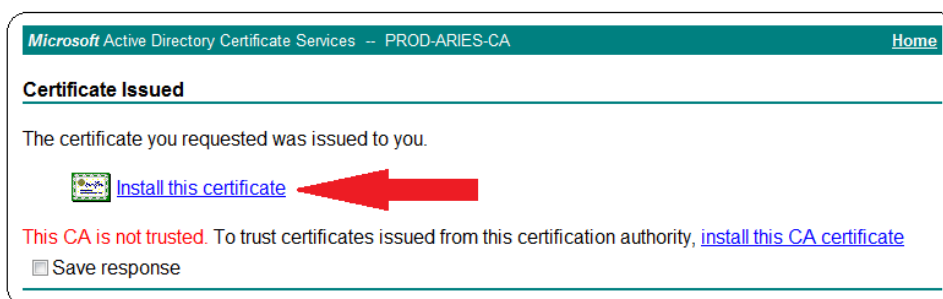 Microsoft Active Directory Certificate Services -- PROD-ARIES-CA Home
Certificate Issued
The certificate you requested was issued to you.
Install this certificate
This CA is not trusted. To trust certificates issued from this certification authority, install this CA certificate
Save response